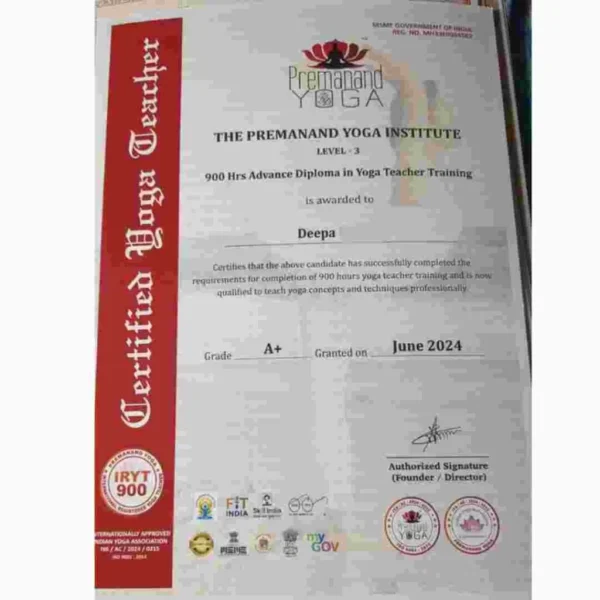 MSME GOVERNMENT OF INDIA
Premanand
YOGA
THE PREMANAND YOGA INSTITUTE
LEVEL - 3
900 Hrs Advance Diploma in Yoga Teacher Training
is awarded to
Deepa
Certifies that the above candidate has successfully completed the
requirements for completion of 900 hours yoga teacher training and is now
qualified to teach yoga concepts and techniques professionally.
Grade A+ Granted on June 2024
Authorized Signature
(Founder / Director)
Certified Yoga Teacher
IRYT
900
INTERNATIONALLY APPROVED
INDIAN YOGA ASSOCIATION
FIT
INDIA
Skill India
my
GOV
Premanand
YOGA